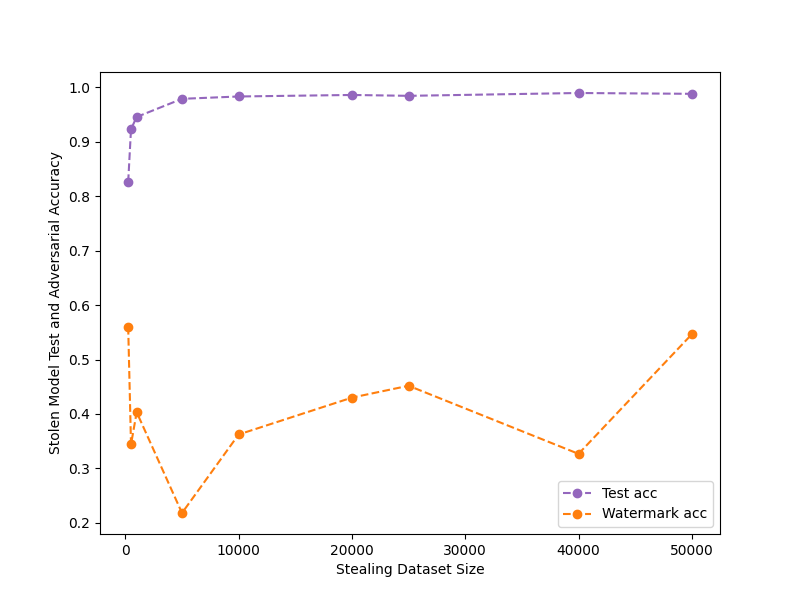 1.0
0.9
0.8
0.7
0.6
0.5
0.4
0.3
0.2
Stolen Model Test and Adversarial Accuracy
Test acc
Watermark acc
0 10000 20000 30000 40000 50000
Stealing Dataset Size